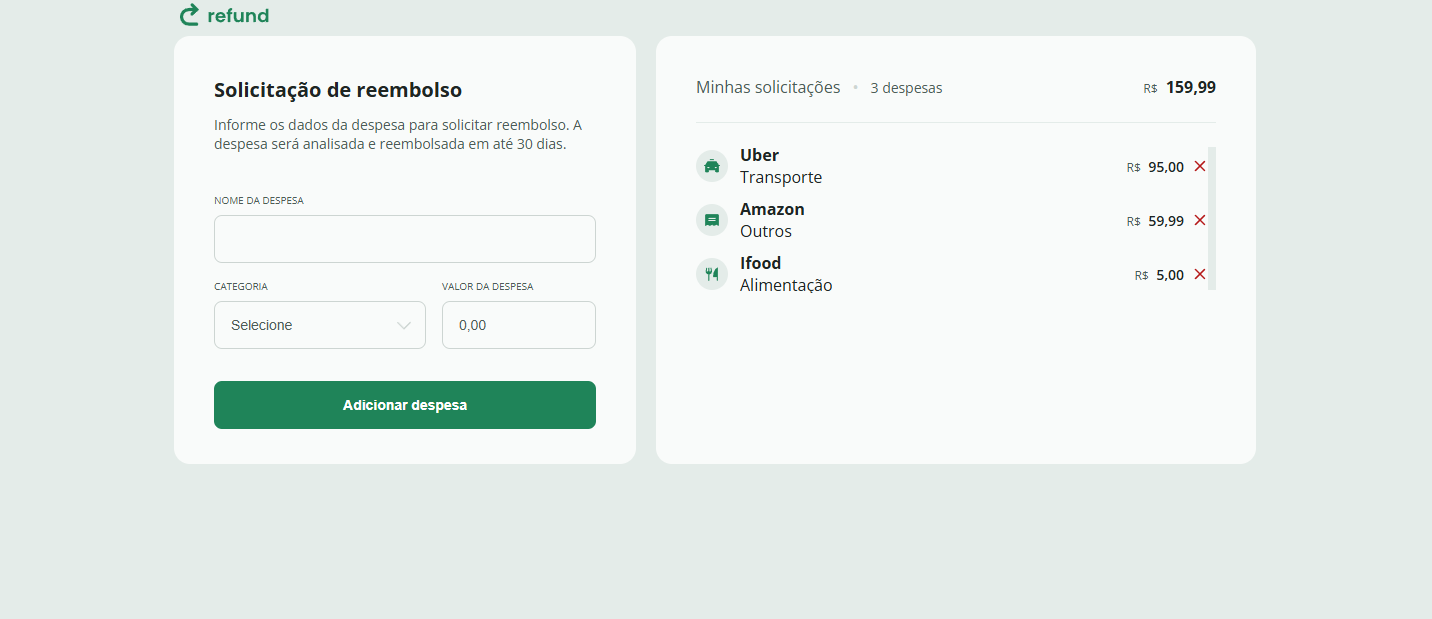 refund
Solicitação de reembolso
Informe os dados da despesa para solicitar reembolso. A
despesa será analisada e reembolsada em até 30 dias.
NOME DA DESPESA
CATEGORIA
VALOR DA DESPESA
Selecione
0,00
Adicionar despesa
Minhas solicitações • 3 despesas
R$ 159,99
Uber
Transporte
R$ 95,00
Amazon
Outros
R$ 59,99
Ifood
Alimentação
R$ 5,00